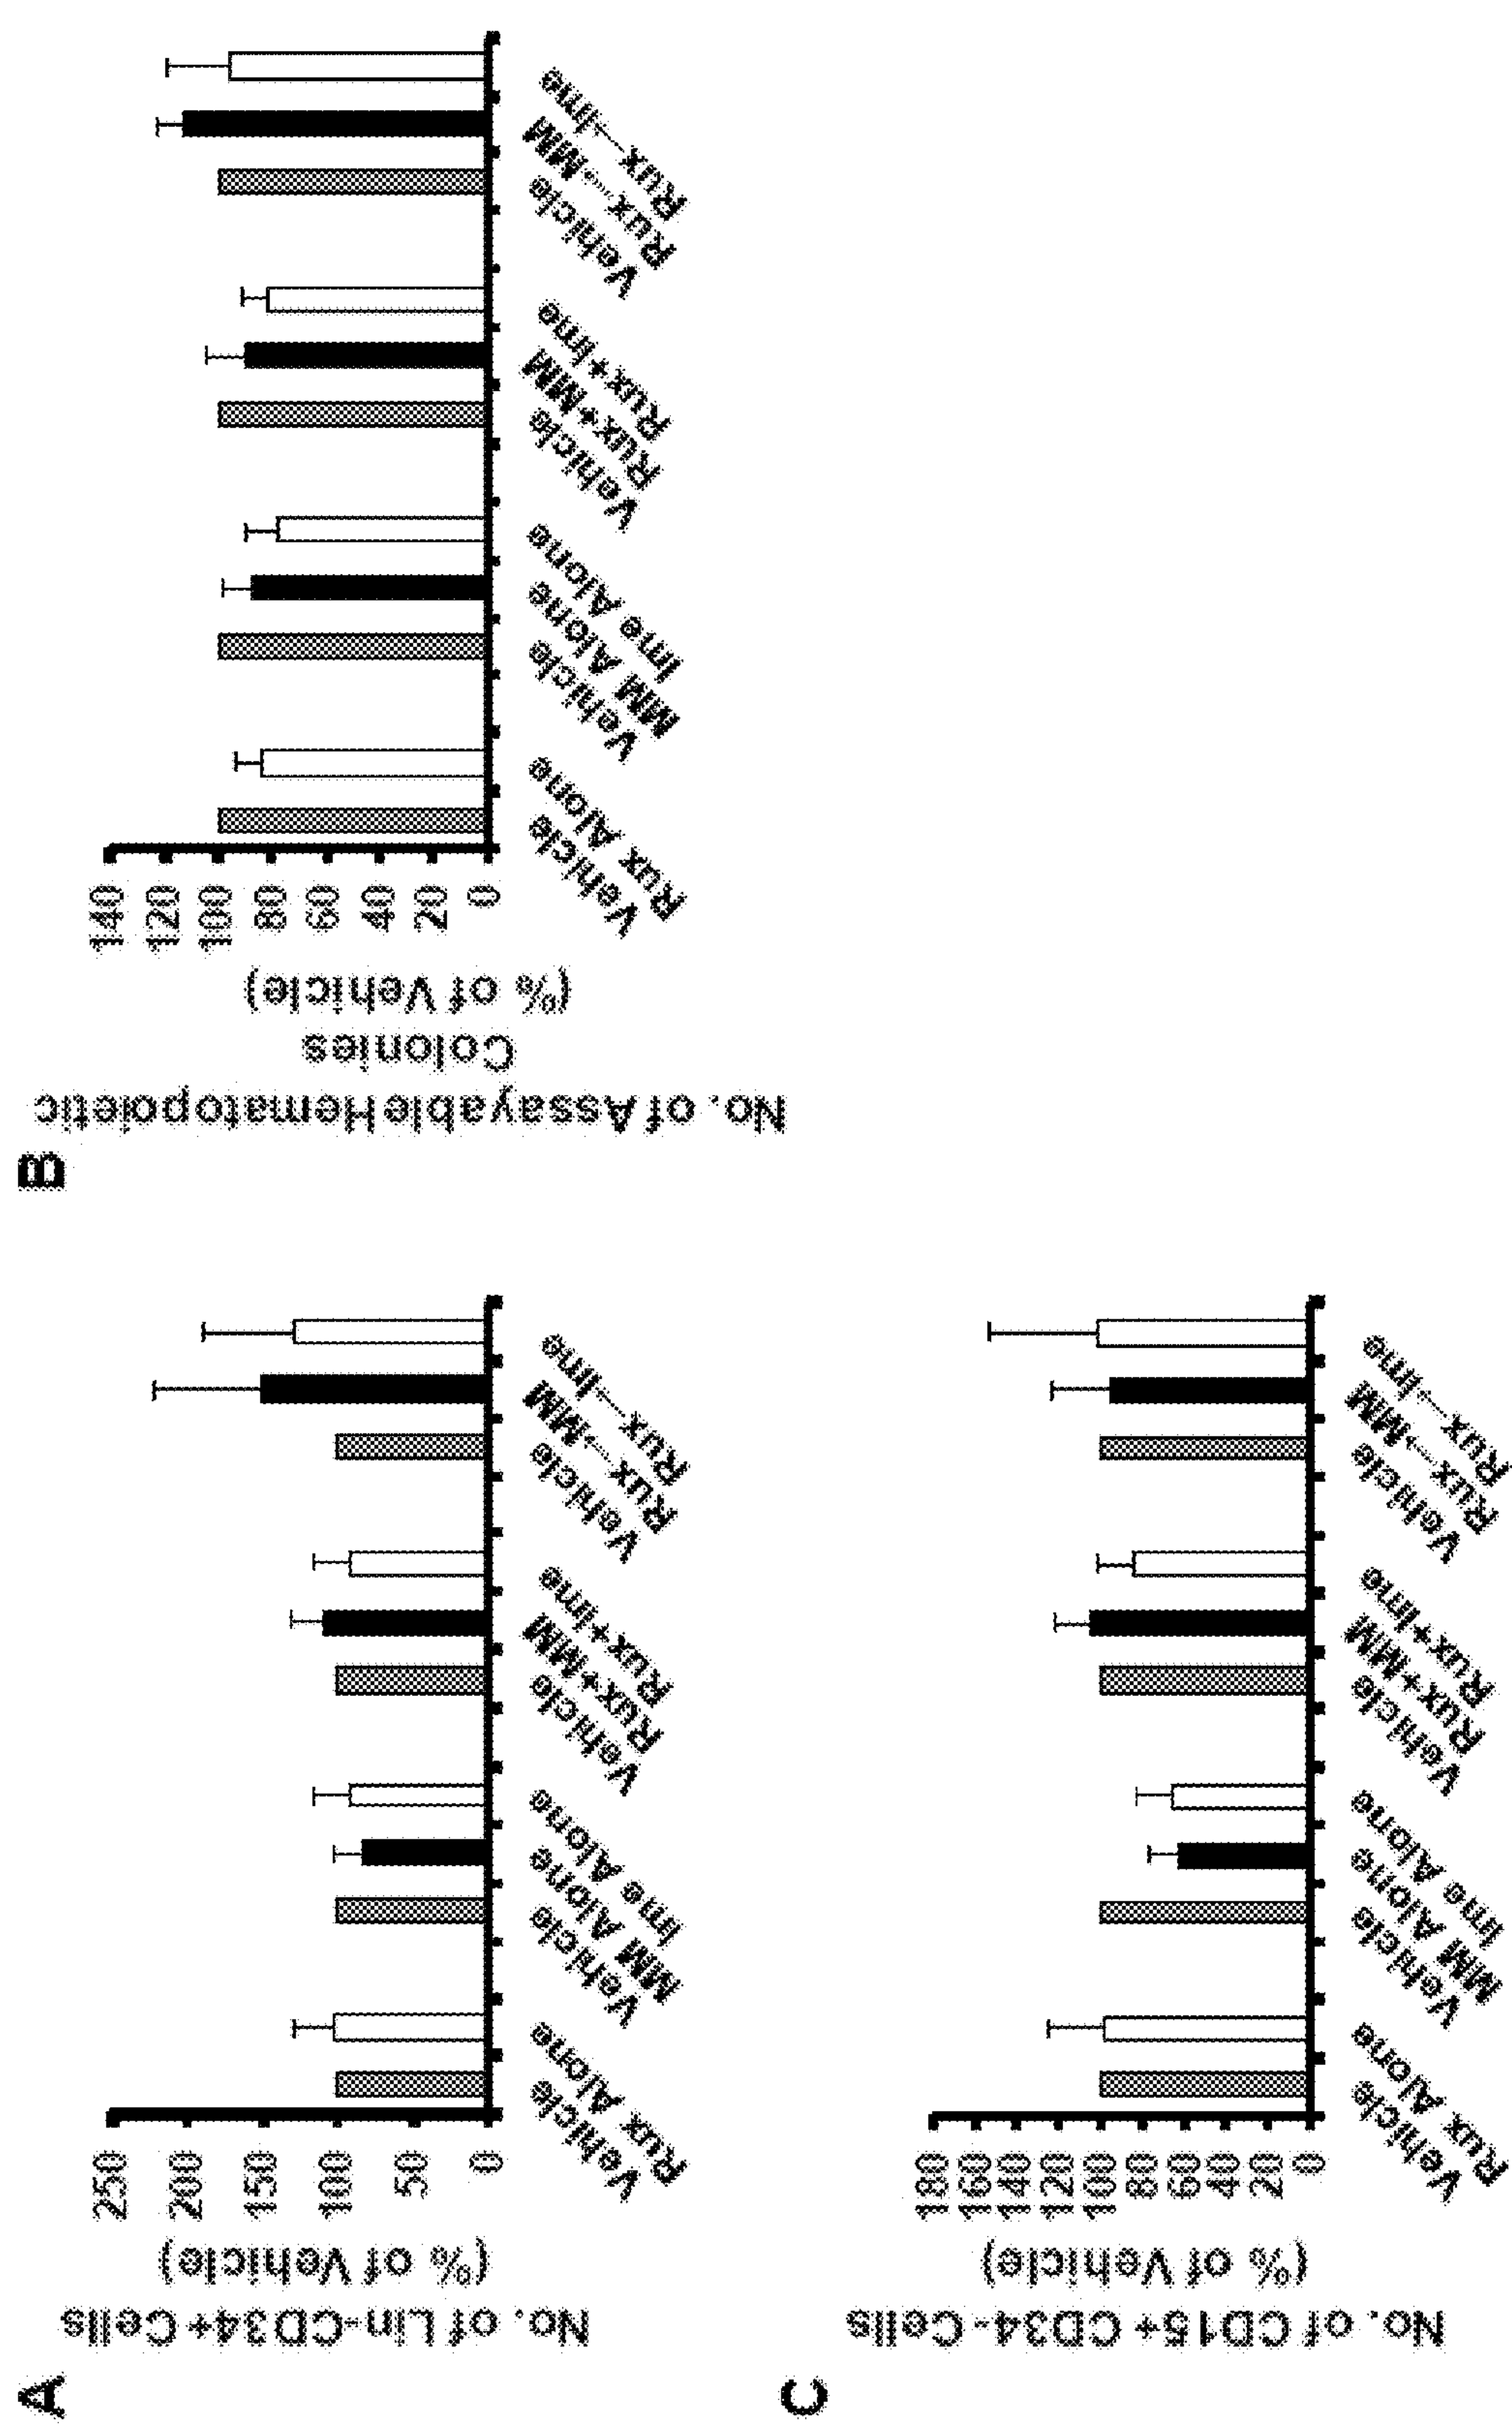 A
No. of Lin-CD34+ Cells
(% of Vehicle)
250
200
150
100
50
0
Vehicle
Rux Alone
Vehicle
MM Alone
Ime Alone
Vehicle
Rux+MM
Rux+Ime
Vehicle
Rux→MM
Rux→Ime
B
No. of Assayable Hematopoietic
Colonies
(% of Vehicle)
140
120
100
80
60
40
20
0
Vehicle
Rux Alone
Vehicle
MM Alone
Ime Alone
Vehicle
Rux+MM
Rux+Ime
Vehicle
Rux→MM
Rux→Ime
C
No. of CD15+ CD34- Cells
(% of Vehicle)
180
160
140
120
100
80
60
40
20
0
Vehicle
Rux Alone
Vehicle
MM Alone
Ime Alone
Vehicle
Rux+MM
Rux+Ime
Vehicle
Rux→MM
Rux→Ime